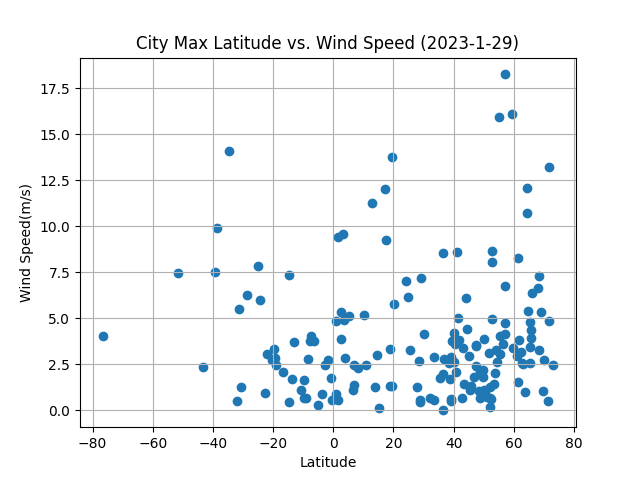 City Max Latitude vs. Wind Speed (2023-1-29)
17.5
15.0
12.5
10.0
7.5
5.0
2.5
0.0
Wind Speed(m/s)
−80 −60 −40 −20 0 20 40 60 80
Latitude